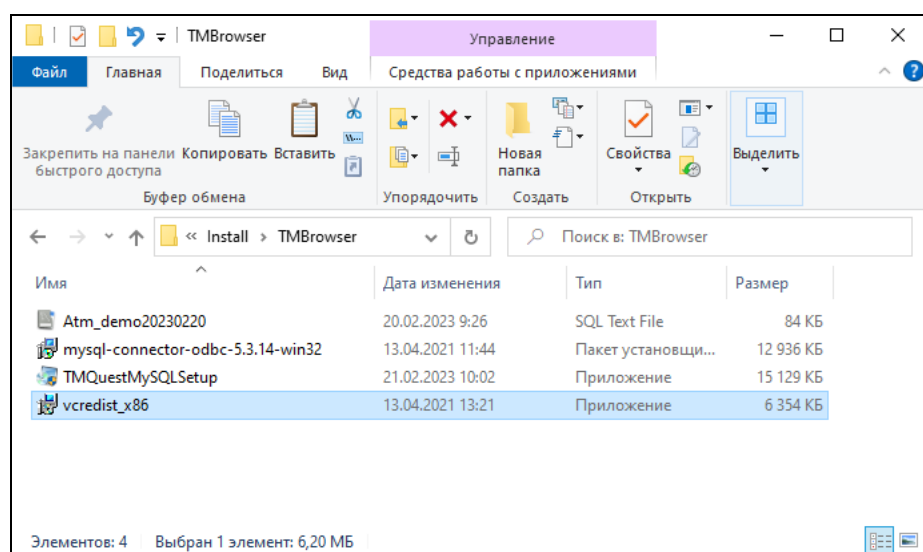 TMBrowser
Управление
Файл Главная Поделиться Вид Средства работы с приложениями
Закрепить на панели быстрого доступа
Копировать
Вставить
Буфер обмена
Упорядочить
Новая папка
Создать
Свойства
Открыть
Выделить
« Install › TMBrowser
Поиск в: TMBrowser
Имя Дата изменения Тип Размер
Atm_demo20230220 20.02.2023 9:26 SQL Text File 84 КБ
mysql-connector-odbc-5.3.14-win32 13.04.2021 11:44 Пакет установщи... 12 936 КБ
TMQuestMySQLSetup 21.02.2023 10:02 Приложение 15 129 КБ
vcredist_x86 13.04.2021 13:21 Приложение 6 354 КБ
Элементов: 4 Выбран 1 элемент: 6,20 МБ